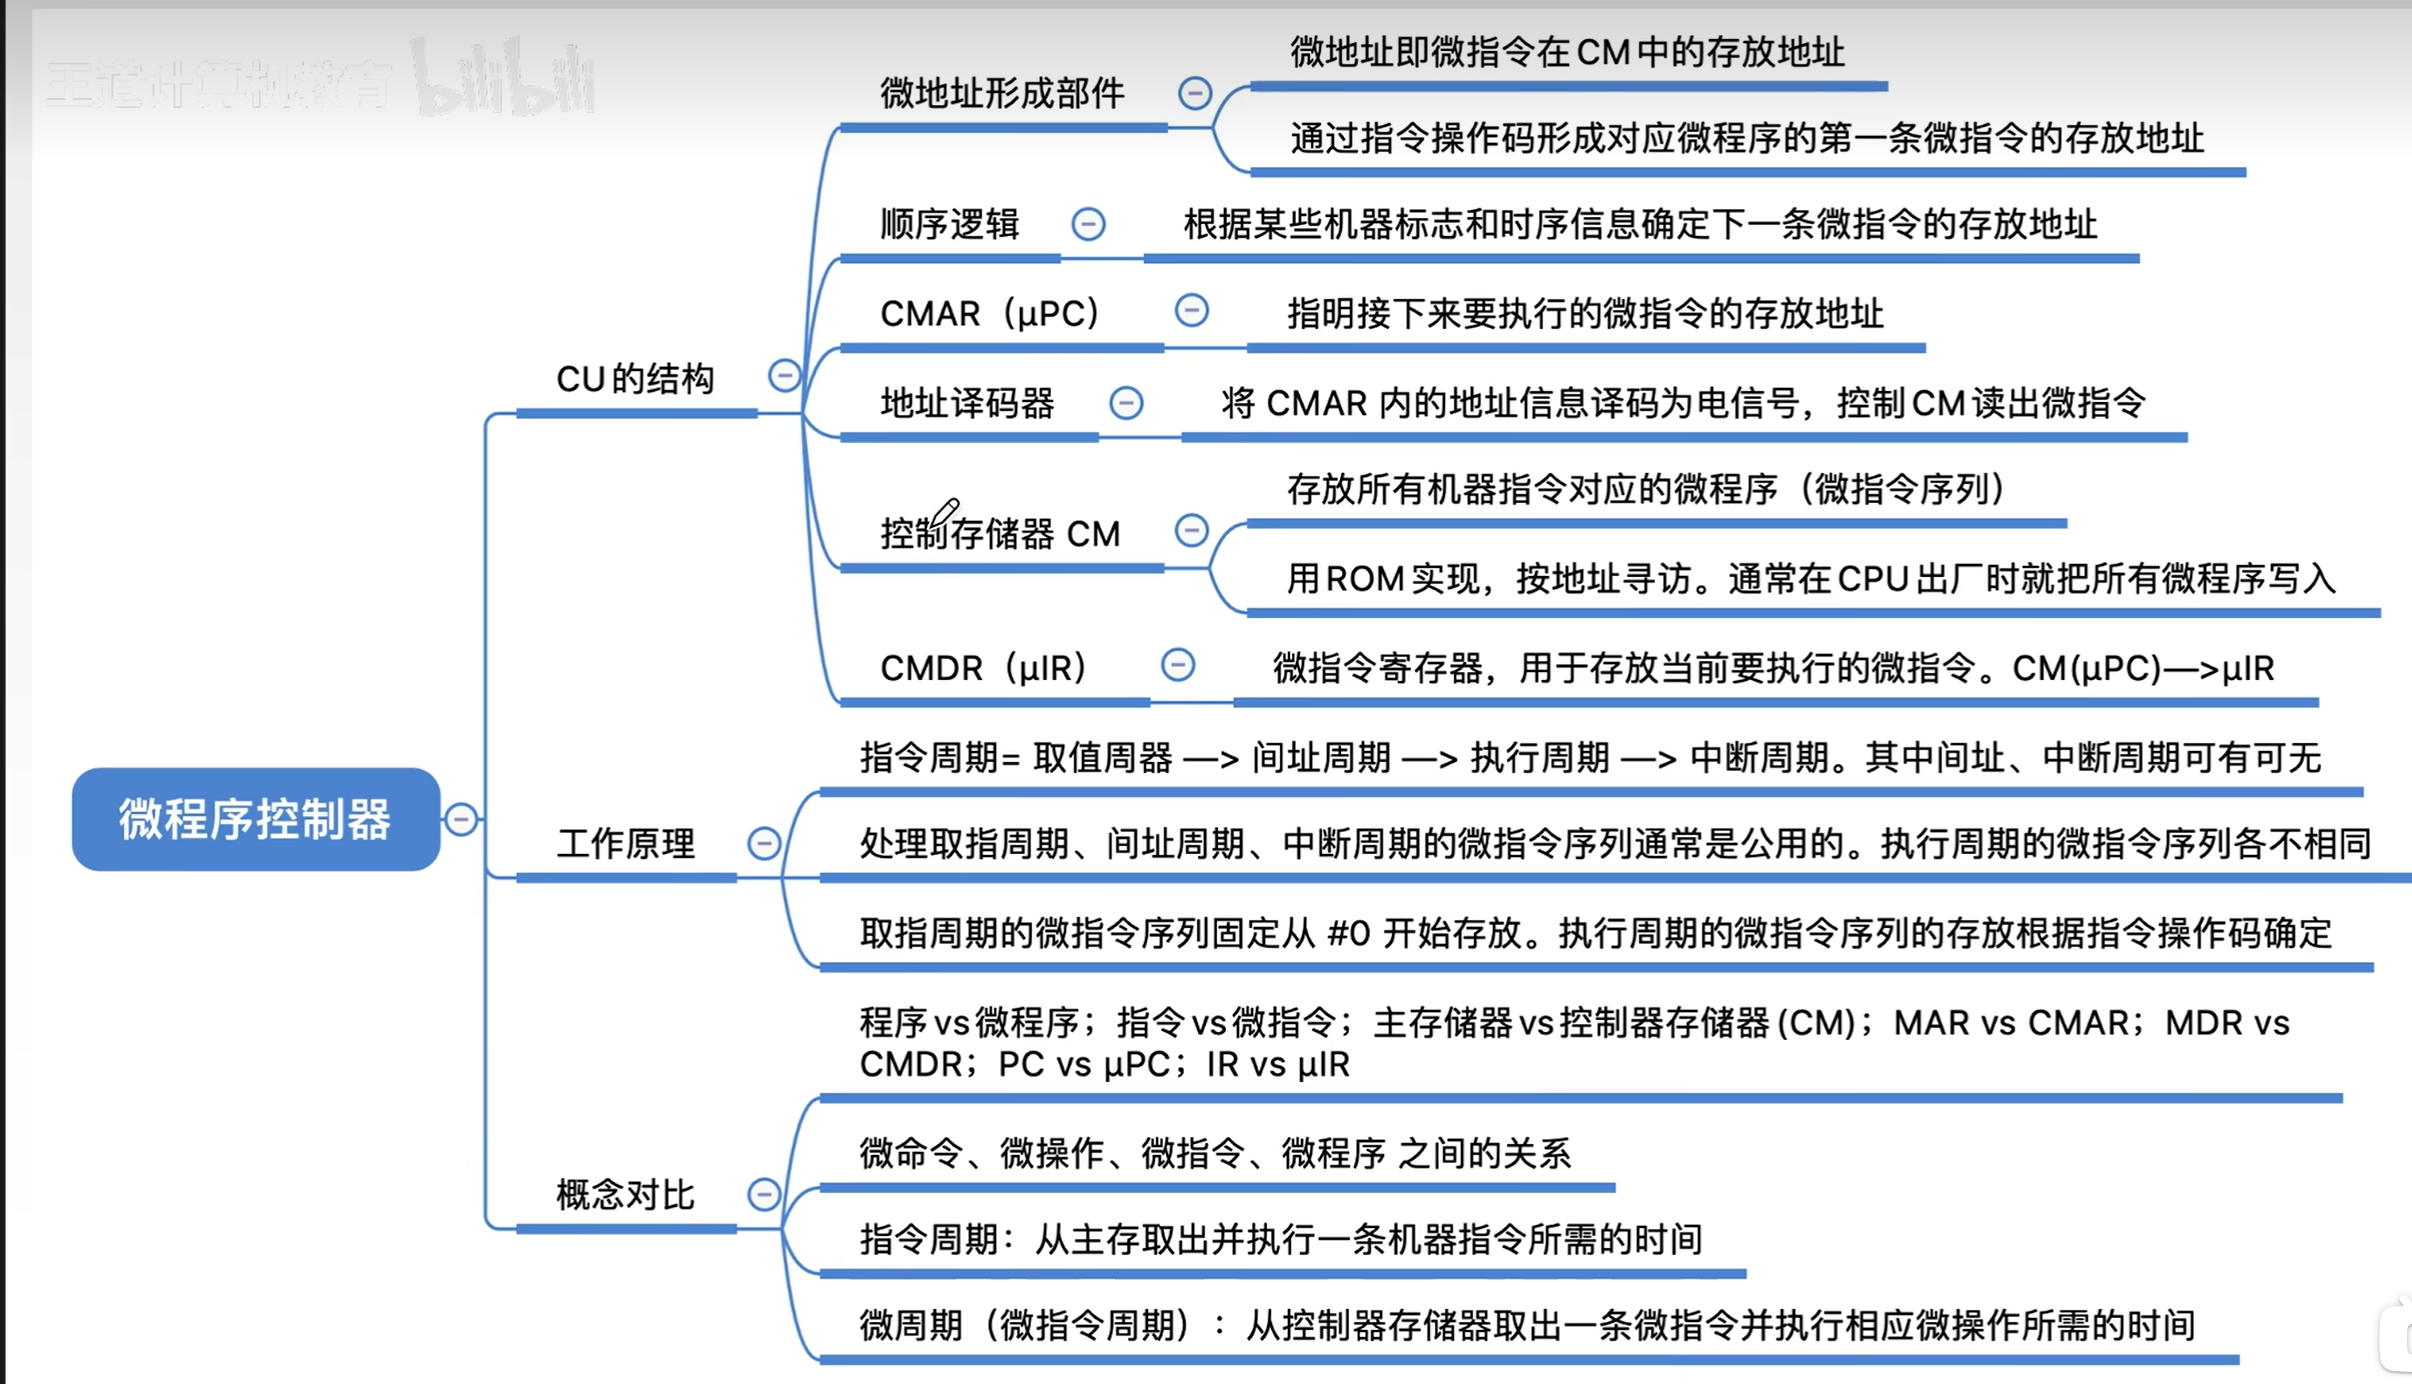 王道计算机教育 bilibili
微地址即微指令在CM中的存放地址
微地址形成部件
通过指令操作码形成对应微程序的第一条微指令的存放地址
顺序逻辑
根据某些机器标志和时序信息确定下一条微指令的存放地址
CMAR（μPC）
指明接下来要执行的微指令的存放地址
CU的结构
地址译码器
将 CMAR 内的地址信息译码为电信号，控制CM读出微指令
存放所有机器指令对应的微程序（微指令序列）
控制存储器 CM
用ROM实现，按地址寻访。通常在CPU出厂时就把所有微程序写入
CMDR（μIR）
微指令寄存器，用于存放当前要执行的微指令。CM(μPC)—>μIR
微程序控制器
指令周期= 取值周器 —> 间址周期 —> 执行周期 —> 中断周期。其中间址、中断周期可有可无
工作原理
处理取指周期、间址周期、中断周期的微指令序列通常是公用的。执行周期的微指令序列各不相同
取指周期的微指令序列固定从 #0 开始存放。执行周期的微指令序列的存放根据指令操作码确定
程序vs微程序；指令vs微指令；主存储器vs控制器存储器(CM)；MAR vs CMAR；MDR vs
CMDR；PC vs μPC；IR vs μIR
概念对比
微命令、微操作、微指令、微程序 之间的关系
指令周期：从主存取出并执行一条机器指令所需的时间
微周期（微指令周期）：从控制器存储器取出一条微指令并执行相应微操作所需的时间